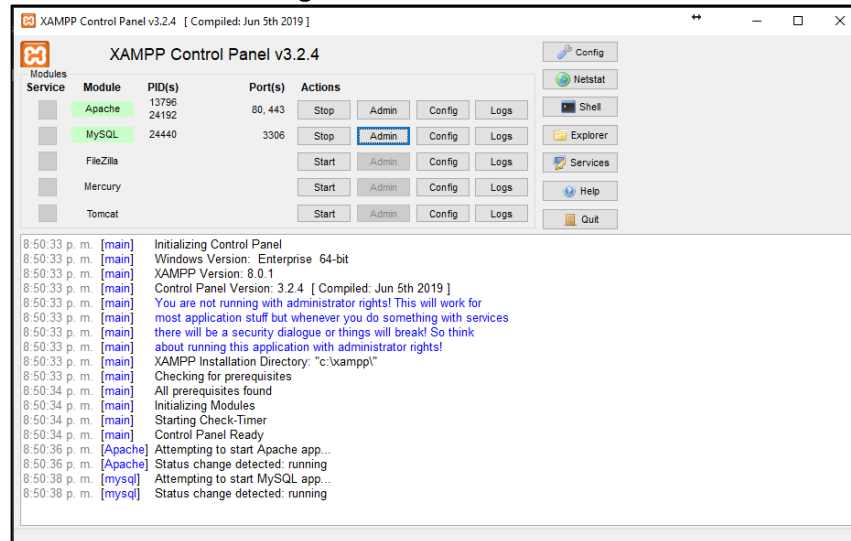 XAMPP Control Panel v3.2.4 [ Compiled: Jun 5th 2019 ]
XAMPP Control Panel v3.2.4
Config
Modules
Service Module PID(s) Port(s) Actions
Netstat
Apache 13796 24192 80, 443 Stop Admin Config Logs
Shell
MySQL 24440 3306 Stop Admin Config Logs
Explorer
FileZilla Start Admin Config Logs
Services
Mercury Start Admin Config Logs
Help
Tomcat Start Admin Config Logs
Quit
8:50:33 p. m. [main] Initializing Control Panel
8:50:33 p. m. [main] Windows Version: Enterprise 64-bit
8:50:33 p. m. [main] XAMPP Version: 8.0.1
8:50:33 p. m. [main] Control Panel Version: 3.2.4 [ Compiled: Jun 5th 2019 ]
8:50:33 p. m. [main] You are not running with administrator rights! This will work for
8:50:33 p. m. [main] most application stuff but whenever you do something with services
8:50:33 p. m. [main] there will be a security dialogue or things will break! So think
8:50:33 p. m. [main] about running this application with administrator rights!
8:50:33 p. m. [main] XAMPP Installation Directory: "c:\xampp\"
8:50:33 p. m. [main] Checking for prerequisites
8:50:34 p. m. [main] All prerequisites found
8:50:34 p. m. [main] Initializing Modules
8:50:34 p. m. [main] Starting Check-Timer
8:50:34 p. m. [main] Control Panel Ready
8:50:36 p. m. [Apache] Attempting to start Apache app...
8:50:36 p. m. [Apache] Status change detected: running
8:50:38 p. m. [mysql] Attempting to start MySQL app...
8:50:38 p. m. [mysql] Status change detected: running